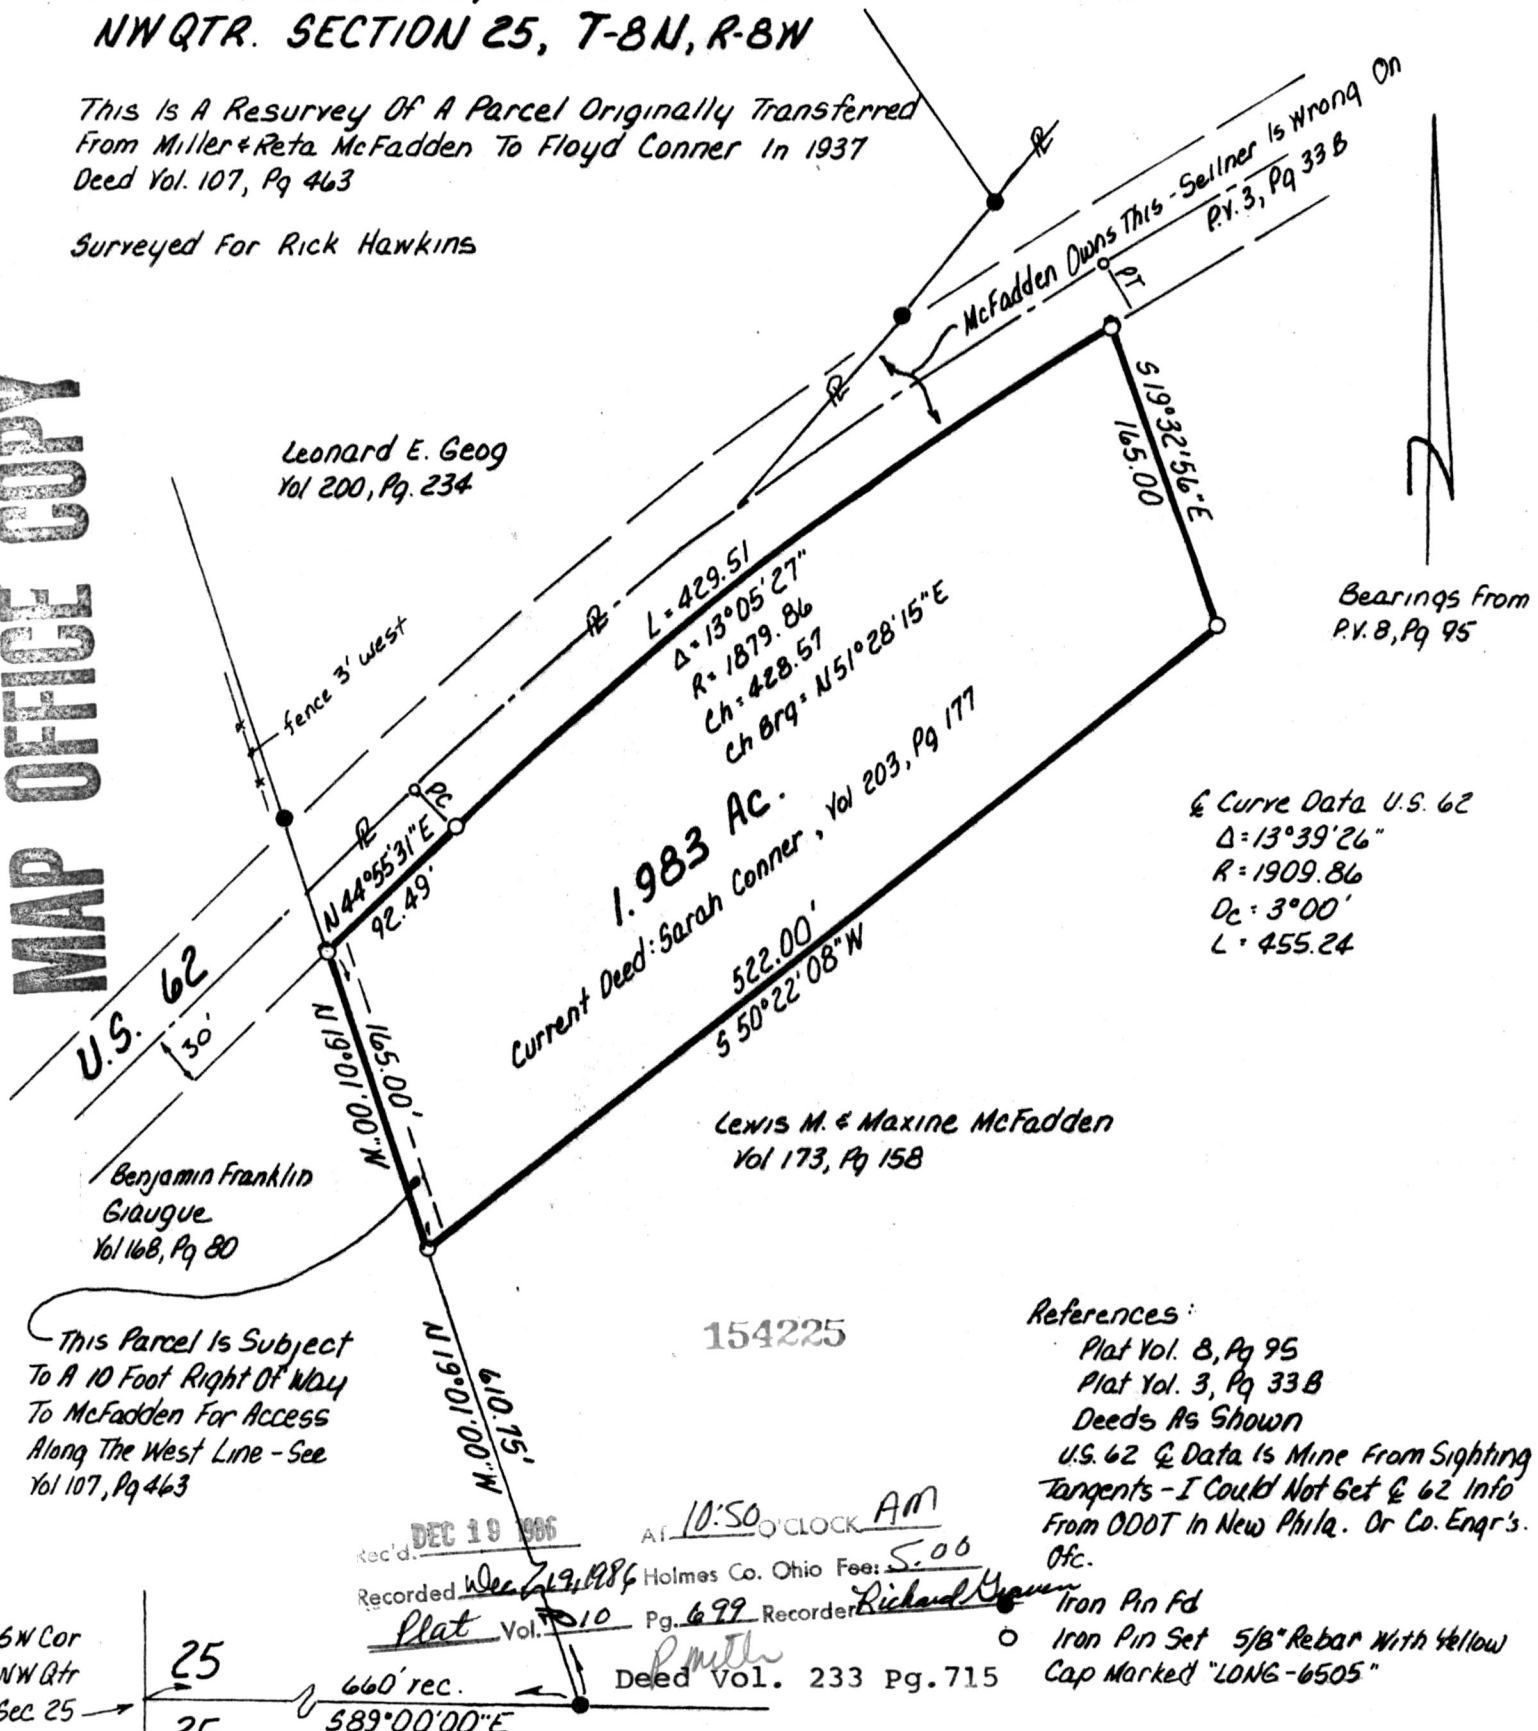 NW QTR. SECTION 25, T-8N, R-8W
This Is A Resurvey Of A Parcel Originally Transferred
From Miller & Reta McFadden To Floyd Conner In 1937
Deed Vol. 107, Pg 463
Surveyed For Rick Hawkins
MAP OFFICE COPY
McFadden Owns This - Sellner Is Wrong On
P.V. 3, Pg 33 B
PL
PT
PL
S 19°32'56" E
165.00
Leonard E. Geog
Vol 200, Pg. 234
Bearings From
P.V. 8, Pg 95
fence 3' west
PL
L = 429.51
Δ = 13°05'27"
R = 1879.86
Ch = 428.57
Ch Brg = N 51°28'15" E
PC
PL
N 44°55'31" E
92.49'
1.983 Ac.
Current Deed: Sarah Conner, Vol 203, Pg 177
522.00'
S 50°22'08" W
℄ Curve Data U.S. 62
Δ = 13°39'26"
R = 1909.86
Dc = 3°00'
L = 455.24
U.S. 62
30'
165.00'
N 19°01'00" W
Lewis M. & Maxine McFadden
Vol 173, Pg 158
Benjamin Franklin
Giauque
Vol 168, Pg 80
This Parcel Is Subject
To A 10 Foot Right Of Way
To McFadden For Access
Along The West Line - See
Vol 107, Pg 463
154225
610.75'
N 19°01'00" W
References:
Plat Vol. 8, Pg 95
Plat Vol. 3, Pg 33 B
Deeds As Shown
U.S. 62 ℄ Data Is Mine From Sighting
Tangents - I Could Not Get ℄ 62 Info
From ODOT In New Phila. Or Co. Engr's.
Ofc.
Iron Pin Fd
Iron Pin Set 5/8" Rebar With Yellow
Cap Marked "LONG-6505"
Rec'd. DEC 19 1986 At 10:50 O'CLOCK AM
Recorded Dec 19, 1986 Holmes Co. Ohio Fee: 5.00
Plat Vol. 10 Pg. 699 Recorder Richard Graven
Deed Vol. 233 Pg. 715
SW Cor
NW Qtr
Sec 25
25
660' rec.
S89°00'00"E